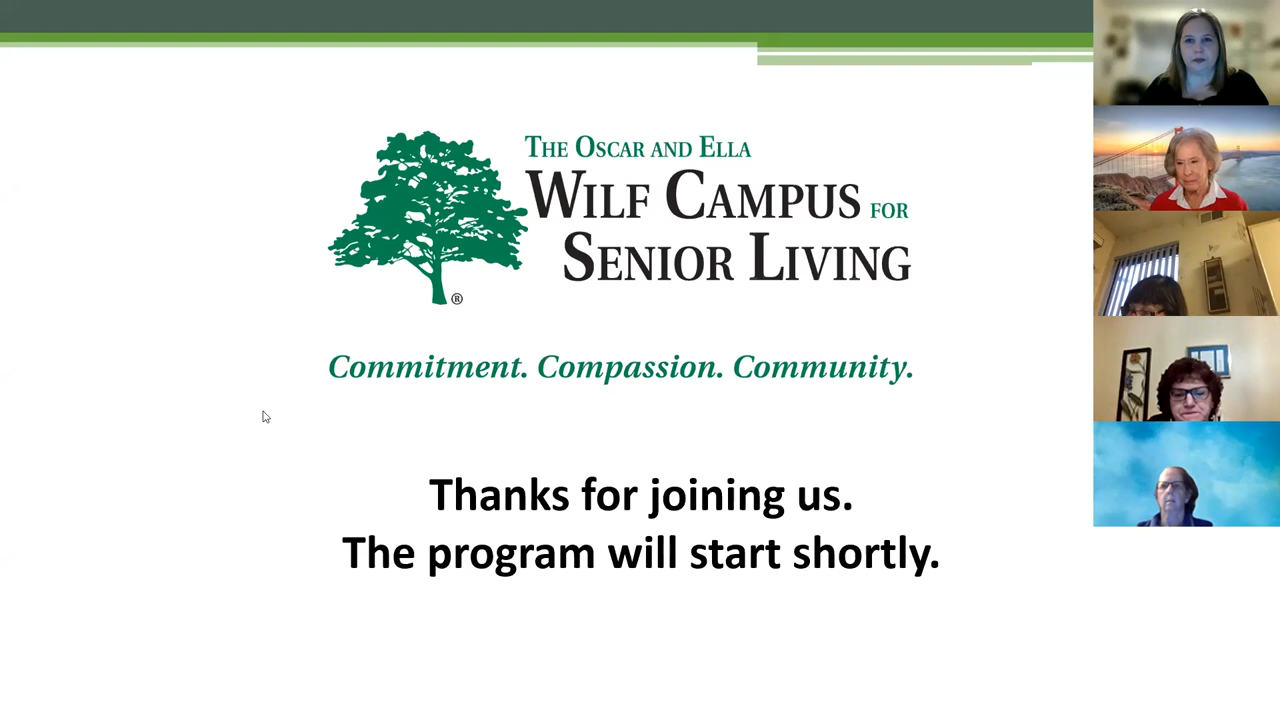 The Oscar and Ella
Wilf Campus for
Senior Living
®
Commitment. Compassion. Community.
Thanks for joining us.
The program will start shortly.